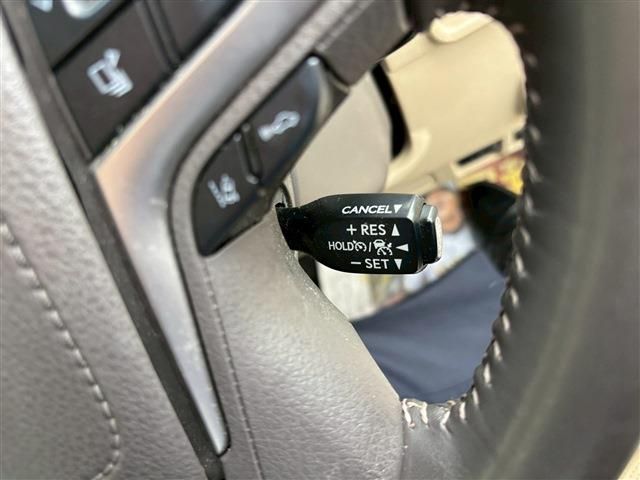 CANCEL▼
+ RES ▲
HOLD / ◄
− SET ▼